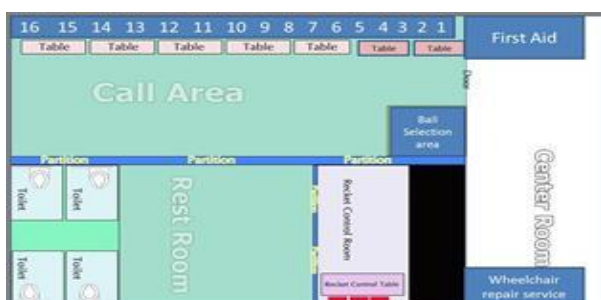 16 15 14 13 12 11 10 9 8 7 6 5 4 3 2 1
Table Table Table Table Table Table Table
First Aid
Call Area
Door
Ball
Selection
area
Partition Partition Partition
Toilet
Toilet
Rest Room
Recket Control Room
Center Room
Toilet
Toilet
Recket Control Table
Wheelchair
repair service